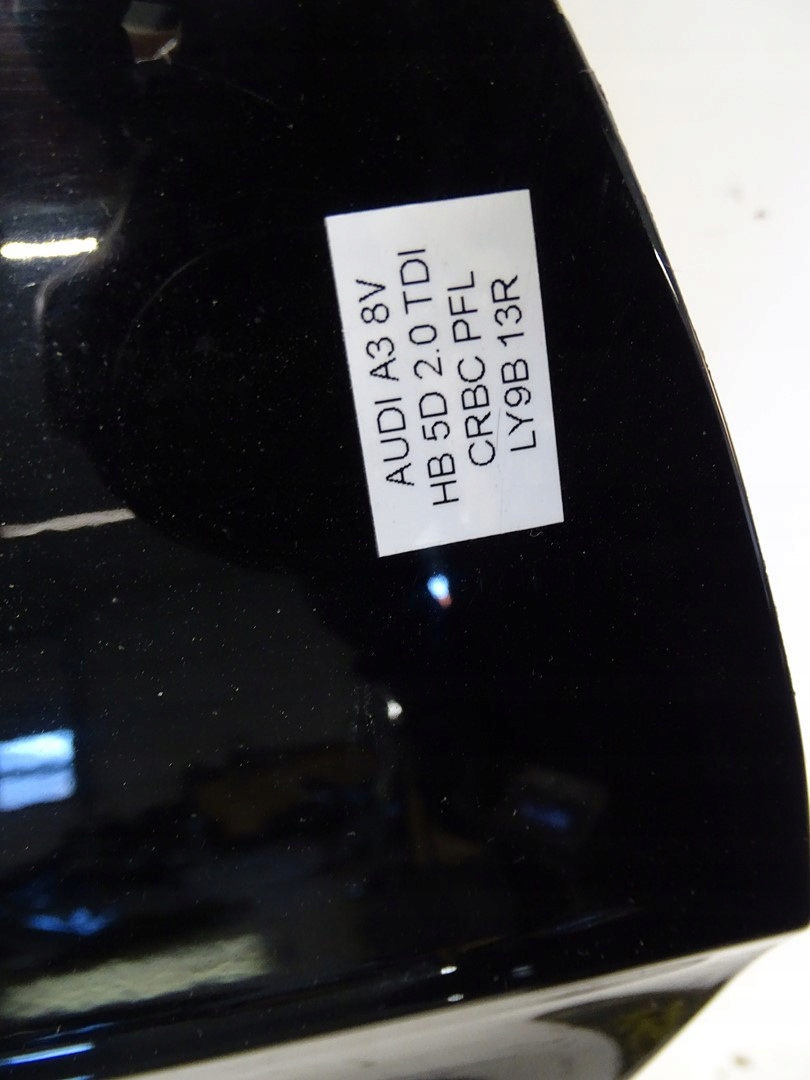 AUDI A3 8V
HB 5D 2.0 TDI
CRBC PFL
LY9B 13R